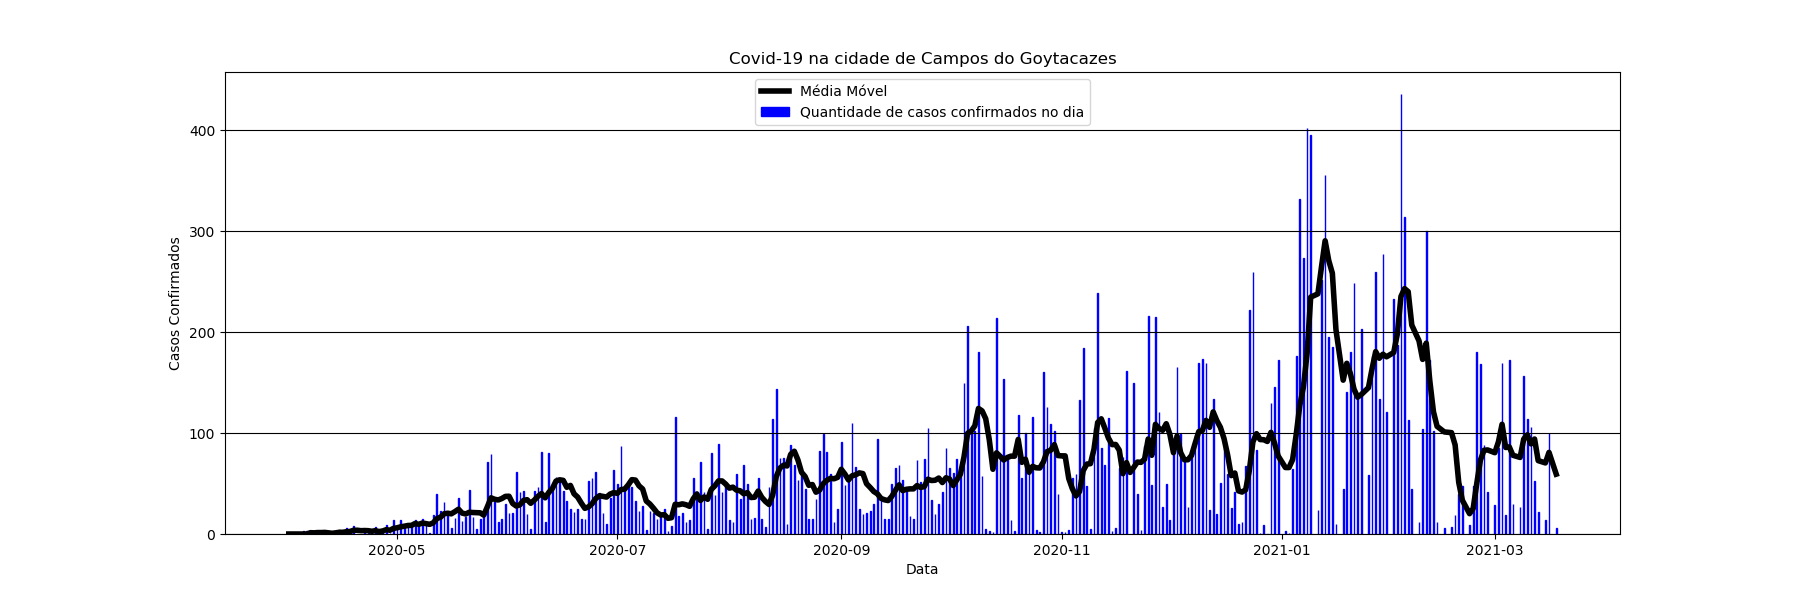 Covid-19 na cidade de Campos do Goytacazes
Média Móvel
Quantidade de casos confirmados no dia
Casos Confirmados
400
300
200
100
0
2020-05
2020-07
2020-09
2020-11
2021-01
2021-03
Data